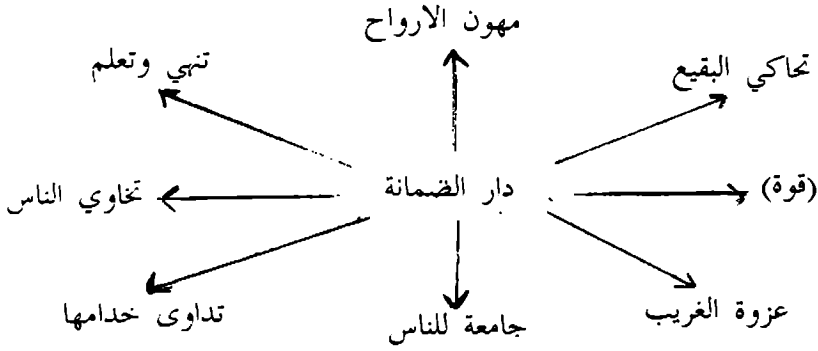 مهون الارواح
تحاكي البقيع
تنهي وتعلم
(قوة)
دار الضمانة
تخاوي الناس
عزوة الغريب
جامعة للناس
تداوى خدامها